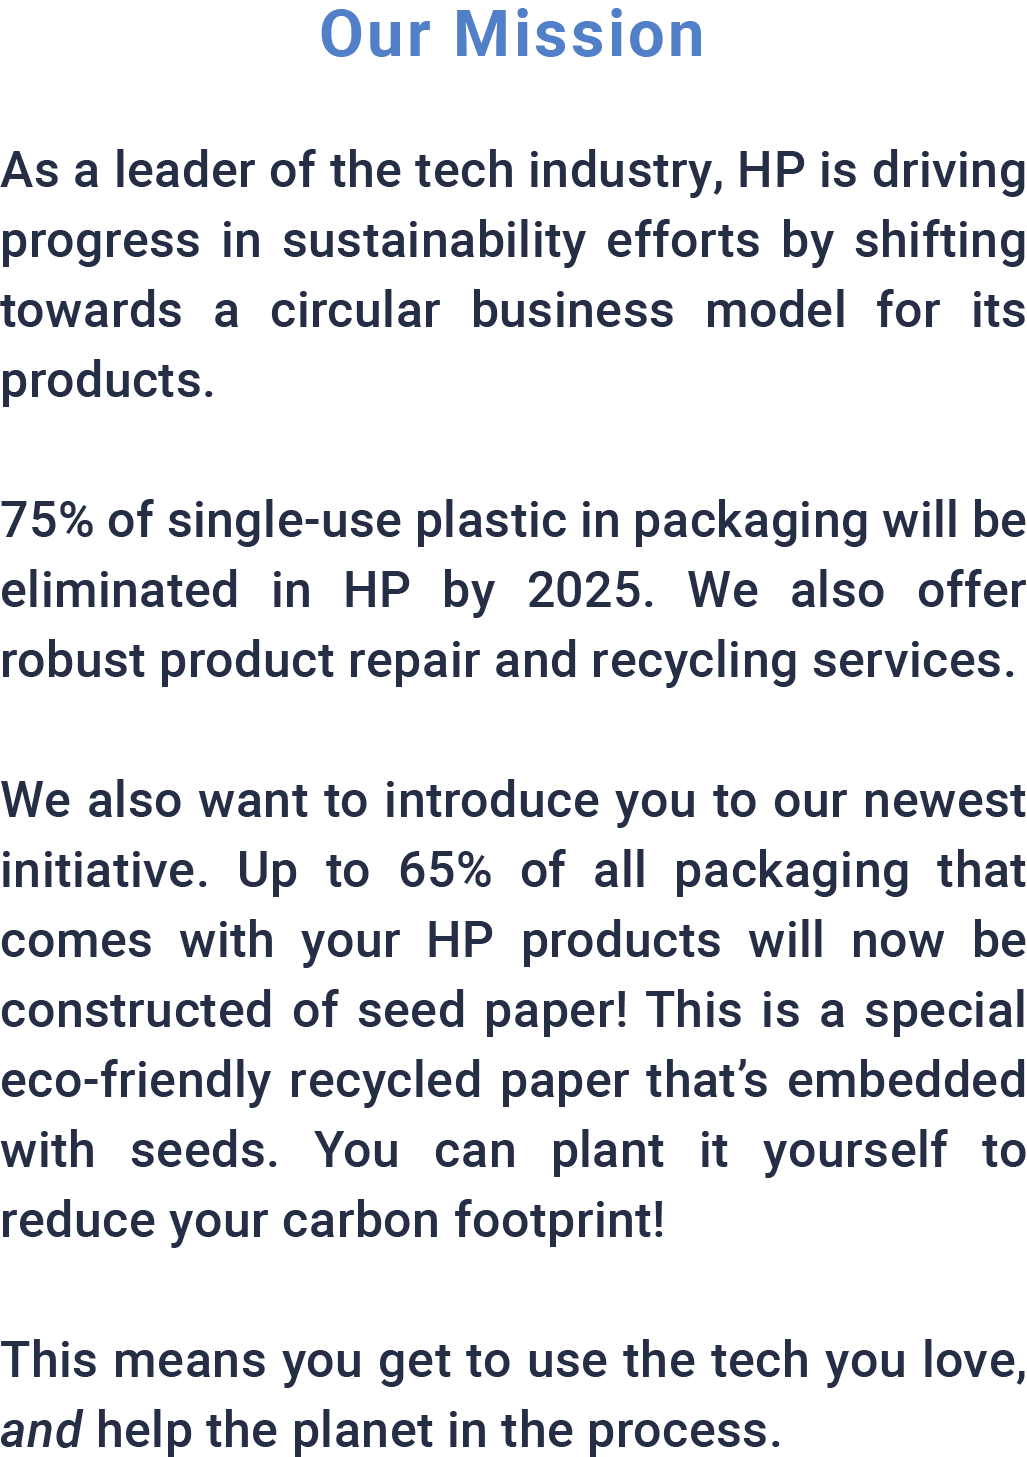 Our Mission
As a leader of the tech industry, HP is driving
progress in sustainability efforts by shifting
towards a circular business model for its
products.
75% of single-use plastic in packaging will be
eliminated in HP by 2025. We also offer
robust product repair and recycling services.
We also want to introduce you to our newest
initiative. Up to 65% of all packaging that
comes with your HP products will now be
constructed of seed paper! This is a special
eco-friendly recycled paper that’s embedded
with seeds. You can plant it yourself to
reduce your carbon footprint!
This means you get to use the tech you love,
and help the planet in the process.